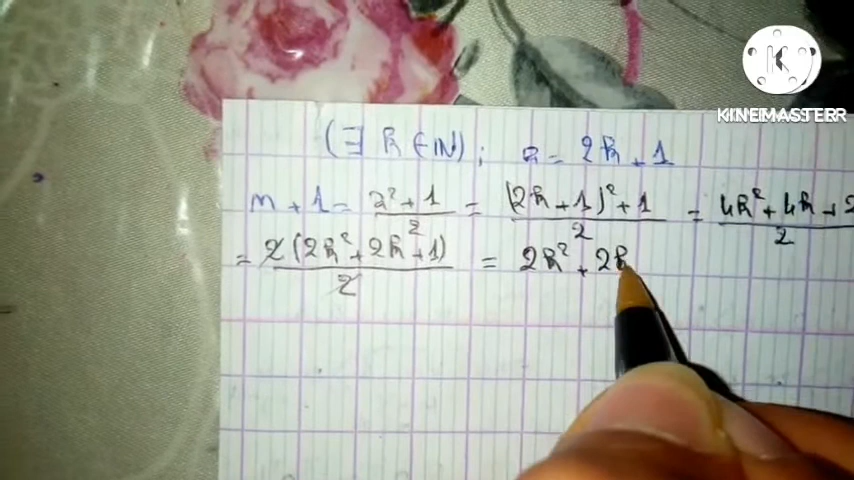 K
KINEMASTER
(∃ k ∈ ℕ); a = 2k + 1
n + 1 = a² + 1 / 2 = (2k + 1)² + 1 / 2 = 4k² + 4k + 2 / 2
= 2(2k² + 2k + 1) / 2 = 2k² + 2k